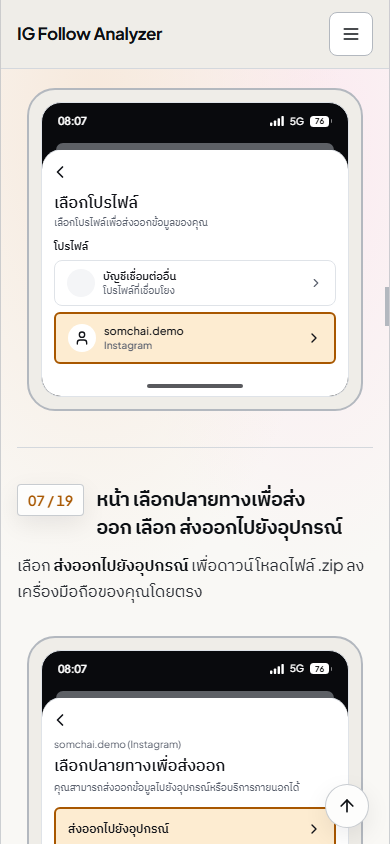 IG Follow Analyzer
08:07
5G 76
เลือกโปรไฟล์
เลือกโปรไฟล์เพื่อส่งออกข้อมูลของคุณ
โปรไฟล์
บัญชีเชื่อมต่ออื่น
โปรไฟล์ที่เชื่อมโยง
somchai.demo
Instagram
07 / 19
หน้า เลือกปลายทางเพื่อส่ง
ออก เลือก ส่งออกไปยังอุปกรณ์
เลือก ส่งออกไปยังอุปกรณ์ เพื่อดาวน์โหลดไฟล์ .zip ลง
เครื่องมือถือของคุณโดยตรง
08:07
5G 76
somchai.demo (Instagram)
เลือกปลายทางเพื่อส่งออก
คุณสามารถส่งออกข้อมูลไปยังอุปกรณ์หรือบริการภายนอกได้
ส่งออกไปยังอุปกรณ์